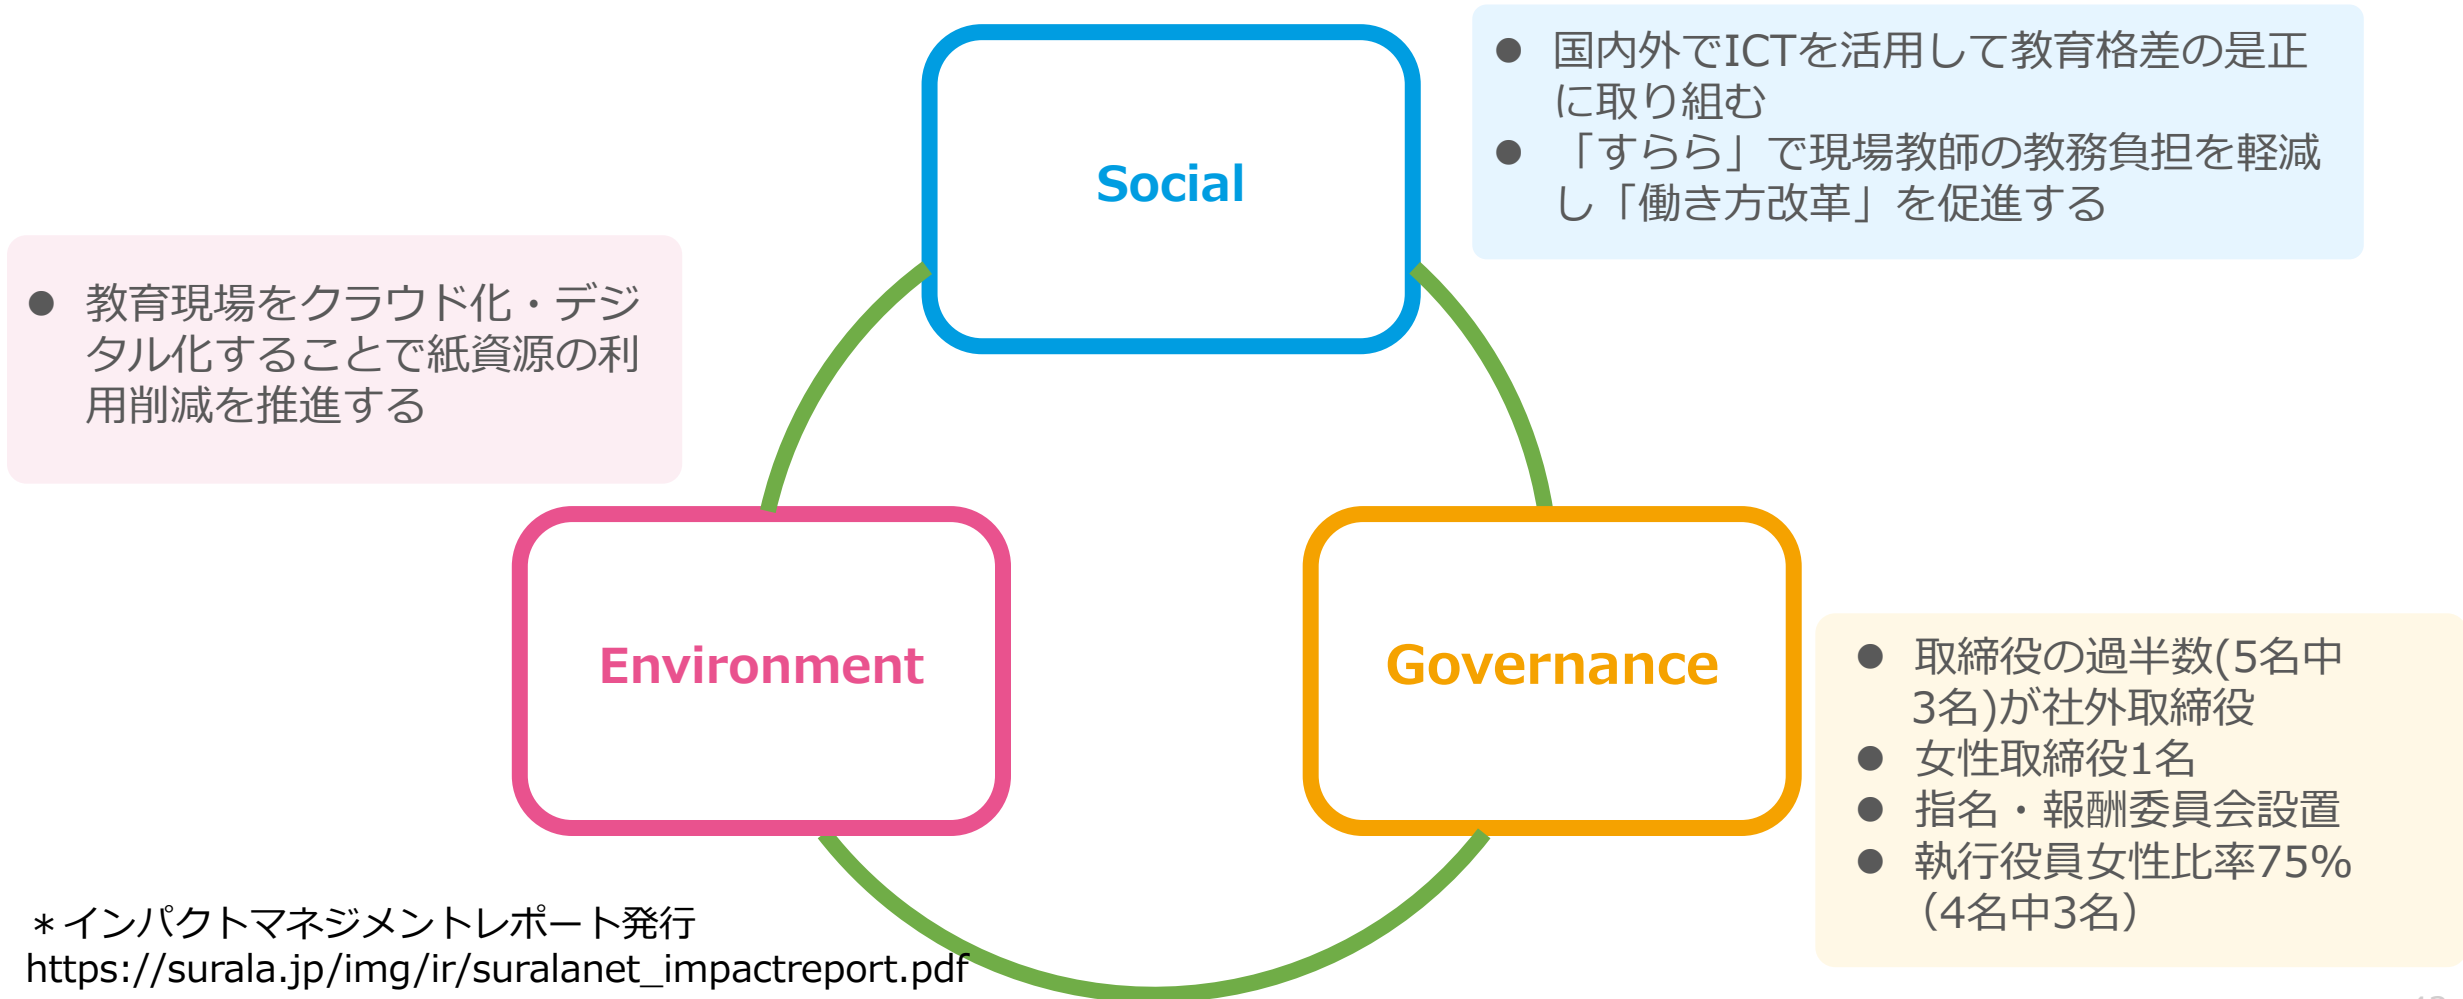 Social
● 国内外でICTを活用して教育格差の是正
に取り組む
● 「すらら」で現場教師の教務負担を軽減
し「働き方改革」を促進する
● 教育現場をクラウド化・デジ
タル化することで紙資源の利
用削減を推進する
Environment
Governance
● 取締役の過半数(5名中
3名)が社外取締役
● 女性取締役1名
● 指名・報酬委員会設置
● 執行役員女性比率75%
（4名中3名）
＊インパクトマネジメントレポート発行
https://surala.jp/img/ir/suralanet_impactreport.pdf